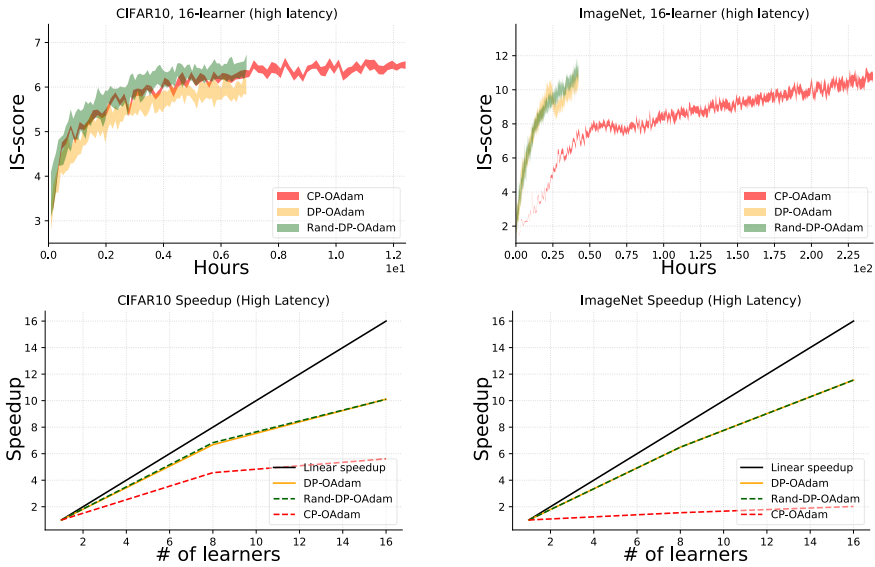 CIFAR10, 16-learner (high latency)
IS-score
7
6
5
4
3
CP-OAdam
DP-OAdam
Rand-DP-OAdam
0.0 0.2 0.4 0.6 0.8 1.0 1.2
1e1
Hours
ImageNet, 16-learner (high latency)
IS-score
12
10
8
6
4
2
CP-OAdam
DP-OAdam
Rand-DP-OAdam
0.00 0.25 0.50 0.75 1.00 1.25 1.50 1.75 2.00 2.25
1e2
Hours
CIFAR10 Speedup (High Latency)
Speedup
16
14
12
10
8
6
4
2
Linear speedup
DP-OAdam
Rand-DP-OAdam
CP-OAdam
2 4 6 8 10 12 14 16
# of learners
ImageNet Speedup (High Latency)
Speedup
16
14
12
10
8
6
4
2
Linear speedup
DP-OAdam
Rand-DP-OAdam
CP-OAdam
2 4 6 8 10 12 14 16
# of learners